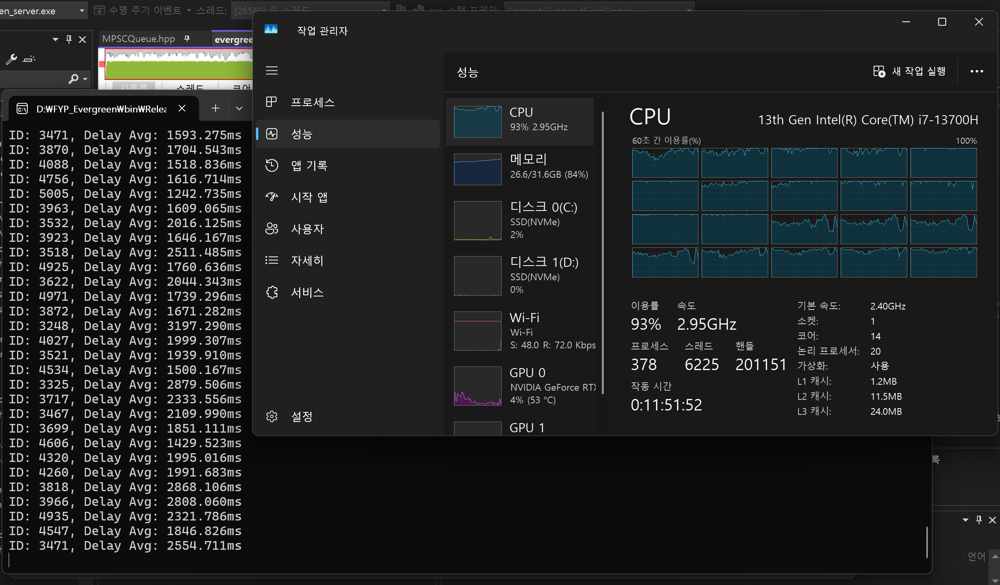 en_server.exe
수명 주기 이벤트
스레드:
MPSCQueue.hpp
작업 관리자
스레드
D:₩FYP_Evergreen₩bin₩Relea
ID: 3471, Delay Avg: 1593.275ms
ID: 3870, Delay Avg: 1704.543ms
ID: 4088, Delay Avg: 1518.836ms
ID: 4756, Delay Avg: 1616.714ms
ID: 5005, Delay Avg: 1242.735ms
ID: 3963, Delay Avg: 1609.065ms
ID: 3532, Delay Avg: 2016.125ms
ID: 3923, Delay Avg: 1646.167ms
ID: 3518, Delay Avg: 2511.485ms
ID: 4925, Delay Avg: 1760.636ms
ID: 3622, Delay Avg: 2044.343ms
ID: 4971, Delay Avg: 1739.296ms
ID: 3872, Delay Avg: 1671.282ms
ID: 3248, Delay Avg: 3197.290ms
ID: 4027, Delay Avg: 1999.307ms
ID: 3521, Delay Avg: 1939.910ms
ID: 4534, Delay Avg: 1500.167ms
ID: 3325, Delay Avg: 2879.506ms
ID: 3717, Delay Avg: 2333.556ms
ID: 3467, Delay Avg: 2109.990ms
ID: 3699, Delay Avg: 1851.111ms
ID: 4606, Delay Avg: 1429.523ms
ID: 4320, Delay Avg: 1995.016ms
ID: 4260, Delay Avg: 1991.683ms
ID: 3818, Delay Avg: 2868.106ms
ID: 3966, Delay Avg: 2808.060ms
ID: 4935, Delay Avg: 2321.786ms
ID: 4547, Delay Avg: 1846.826ms
ID: 3471, Delay Avg: 2554.711ms
프로세스
성능
앱 기록
시작 앱
사용자
자세히
서비스
설정
성능
새 작업 실행
CPU
93% 2.95GHz
메모리
26.6/31.6GB (84%)
디스크 0(C:)
SSD(NVMe)
2%
디스크 1(D:)
SSD(NVMe)
0%
Wi-Fi
Wi-Fi
S: 48.0 R: 72.0 Kbps
GPU 0
NVIDIA GeForce RTX
4% (53 °C)
GPU 1
CPU
13th Gen Intel(R) Core(TM) i7-13700H
60초 간 이용률(%)
100%
이용률 속도
93% 2.95GHz
프로세스 스레드 핸들
378 6225 201151
작동 시간
0:11:51:52
기본 속도: 2.40GHz
소켓: 1
코어: 14
논리 프로세서: 20
가상화: 사용
L1 캐시: 1.2MB
L2 캐시: 11.5MB
L3 캐시: 24.0MB
록
언어